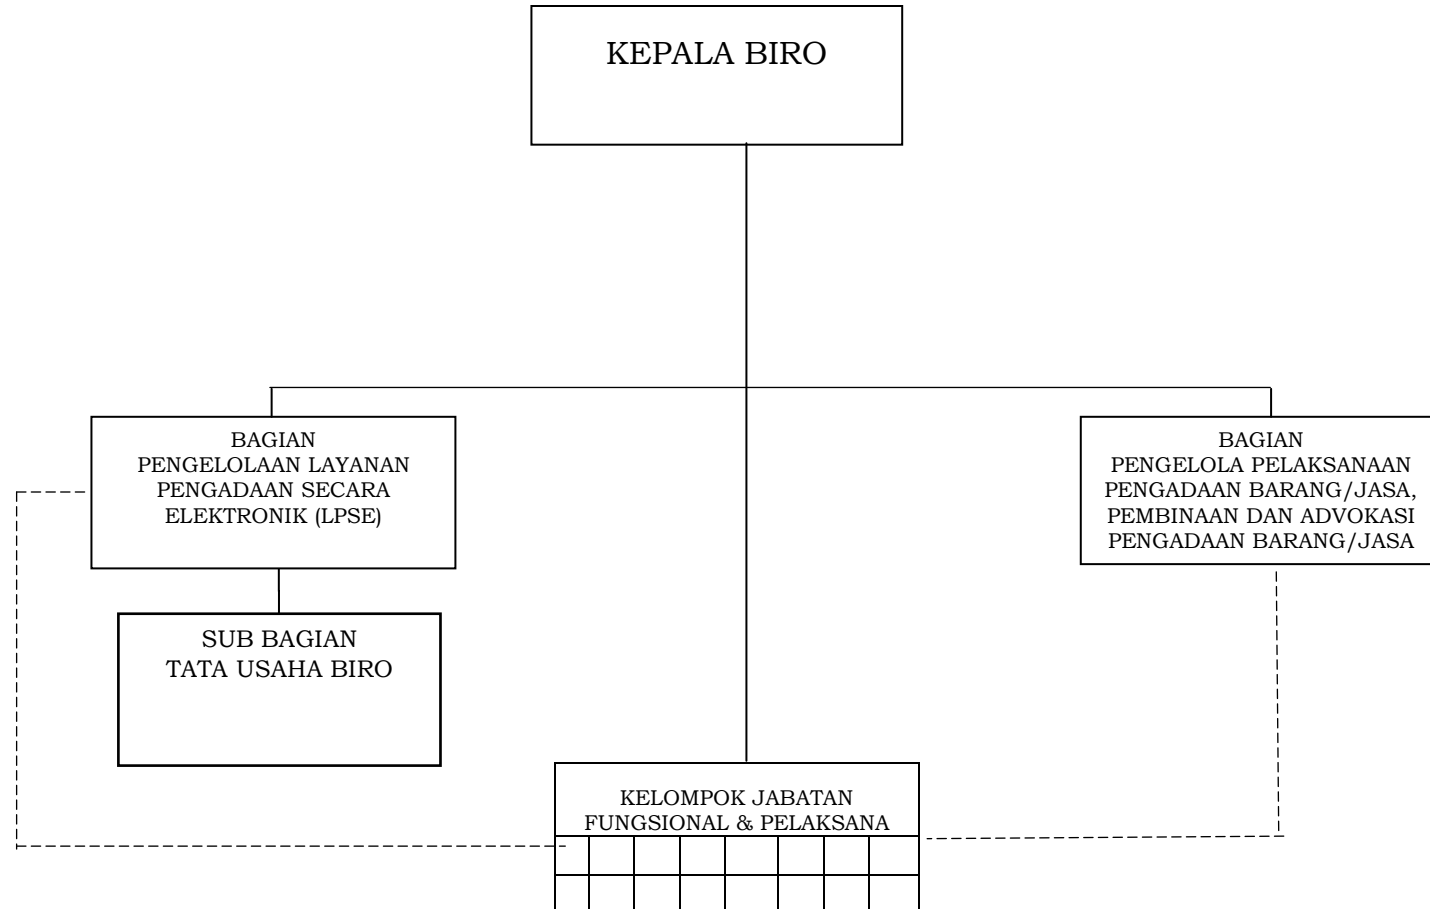 KEPALA BIRO
BAGIAN
PENGELOLAAN LAYANAN
PENGADAAN SECARA
ELEKTRONIK (LPSE)
BAGIAN
PENGELOLA PELAKSANAAN
PENGADAAN BARANG/JASA,
PEMBINAAN DAN ADVOKASI
PENGADAAN BARANG/JASA
SUB BAGIAN
TATA USAHA BIRO
KELOMPOK JABATAN
FUNGSIONAL & PELAKSANA